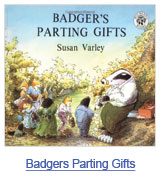 BADGER'S
PARTING GIFTS
Susan Varley
Badgers Parting Gifts